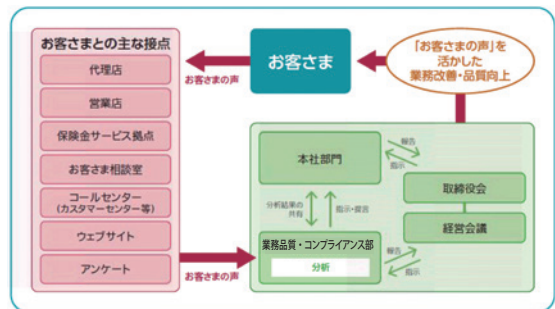 お客さまとの主な接点
代理店
営業店
保険金サービス拠点
お客さま相談室
コールセンター
(カスタマーセンター等)
ウェブサイト
アンケート
お客さまの声
お客さま
「お客さまの声」を
活かした
業務改善・品質向上
本社部門
報告
指示
取締役会
経営会議
分析結果の
共有
指示・提言
業務品質・コンプライアンス部
分析
報告
指示
お客さまの声